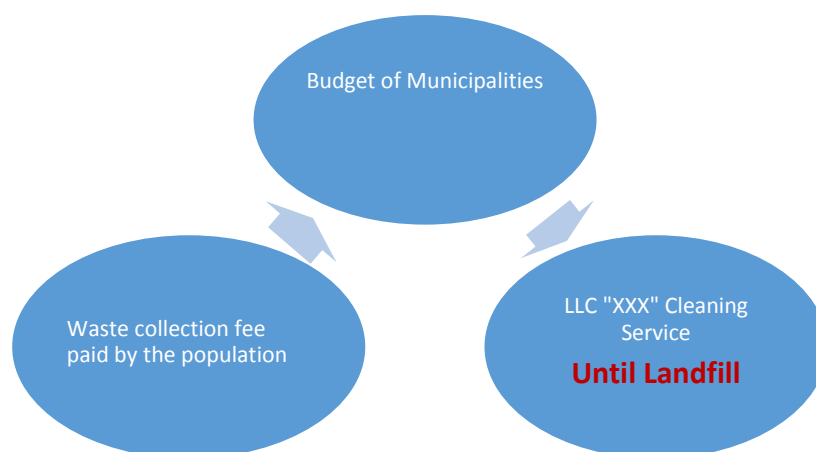 Budget of Municipalities
Waste collection fee
paid by the population
LLC "XXX" Cleaning
Service
Until Landfill